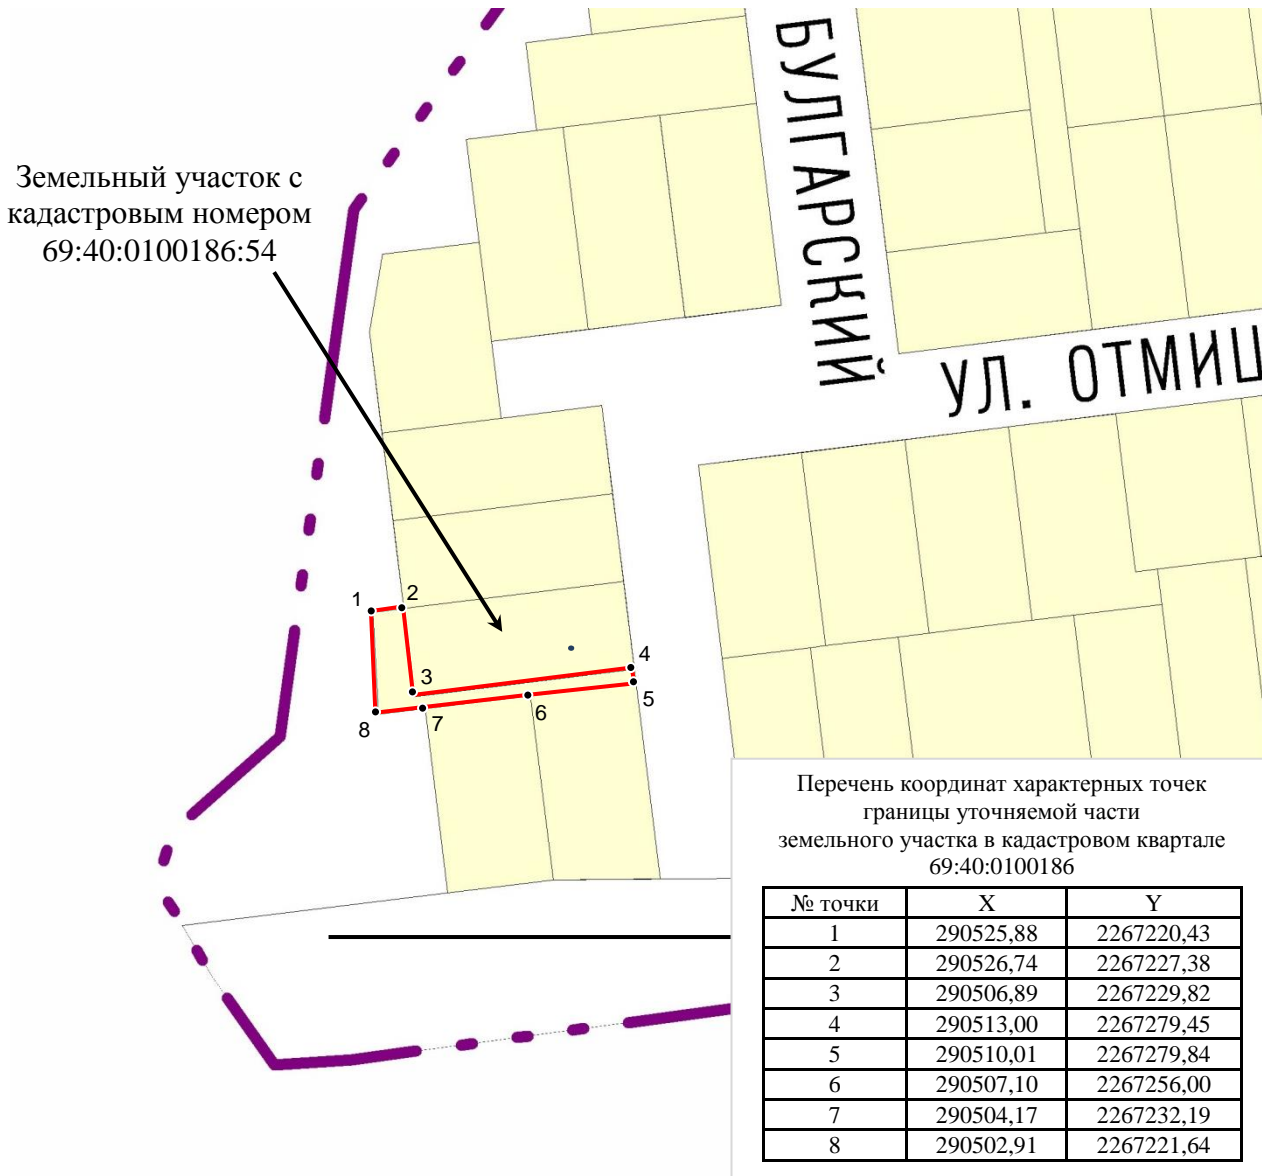 БУЛГАРСКИЙ
УЛ. ОТМИЦ
Земельный участок с
кадастровым номером
69:40:0100186:54
1
2
3
4
5
6
7
8
Перечень координат характерных точек
границы уточняемой части
земельного участка в кадастровом квартале
69:40:0100186
№ точки X Y
1 290525,88 2267220,43
2 290526,74 2267227,38
3 290506,89 2267229,82
4 290513,00 2267279,45
5 290510,01 2267279,84
6 290507,10 2267256,00
7 290504,17 2267232,19
8 290502,91 2267221,64